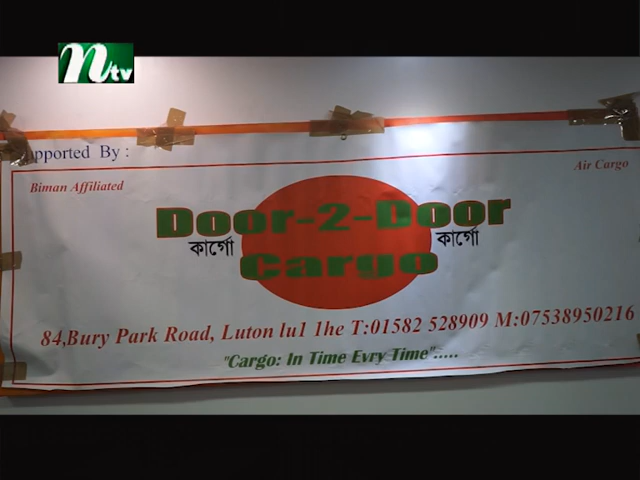 ntv
Supported By :
Biman Affiliated
Air Cargo
Door-2-Door
কার্গো
কার্গো
Cargo
84,Bury Park Road, Luton lu1 1he T:01582 528909 M:07538950216
"Cargo: In Time Evry Time".....